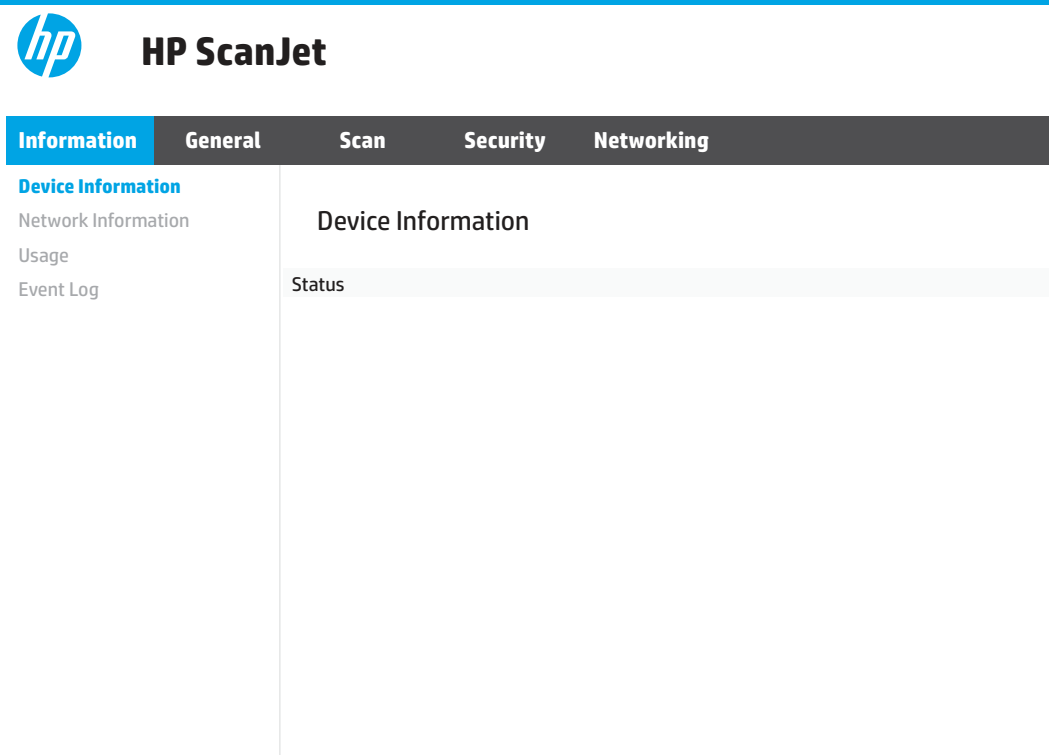 hp
HP ScanJet
Information General Scan Security Networking
Device Information
Network Information
Usage
Event Log
Device Information
Status